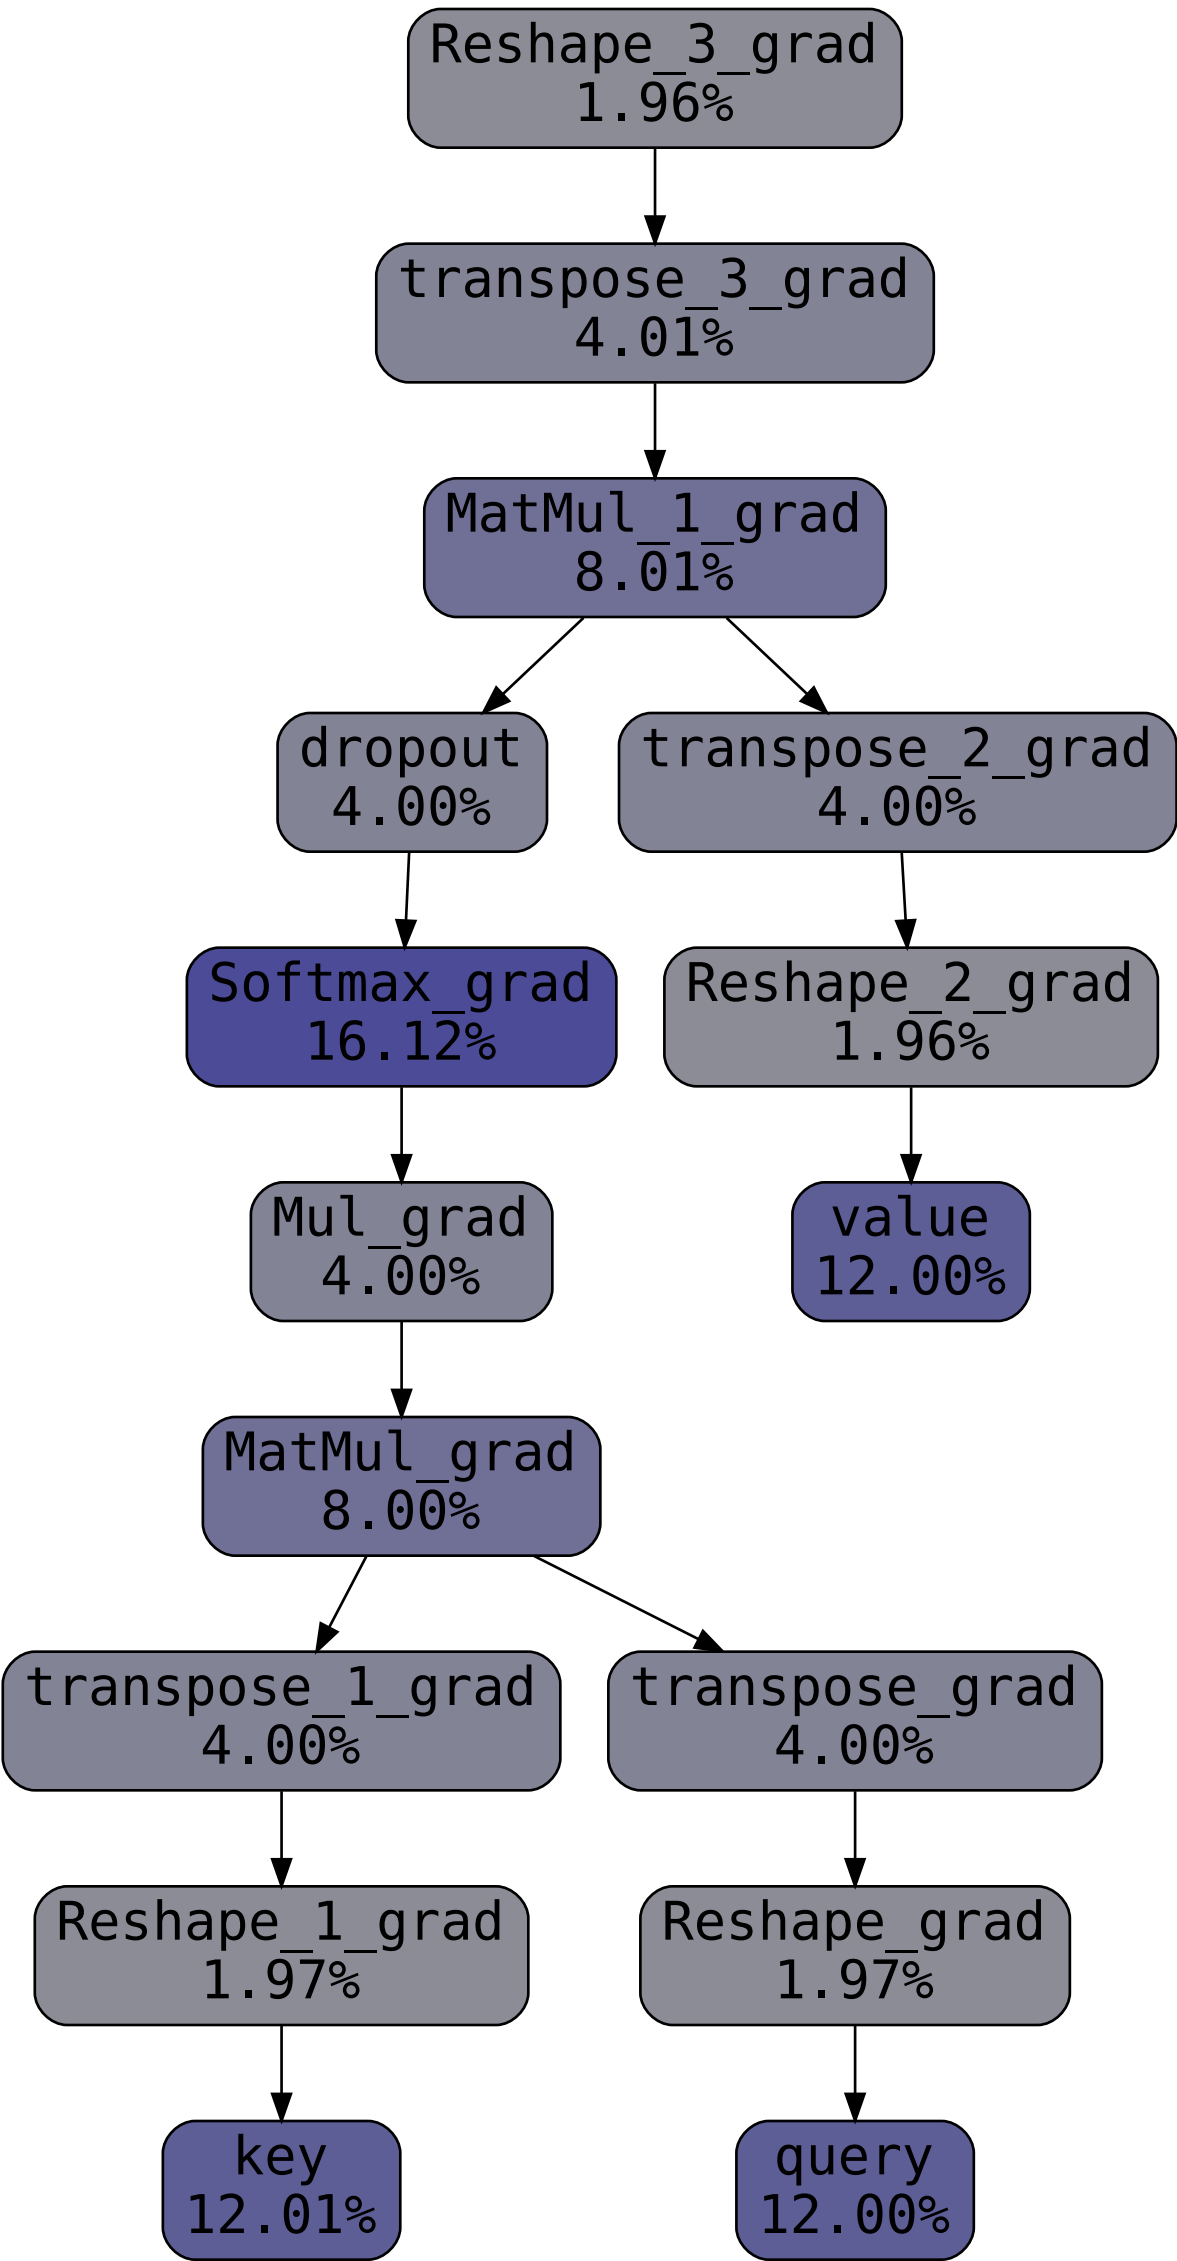 Reshape_3_grad
1.96%
transpose_3_grad
4.01%
MatMul_1_grad
8.01%
dropout
4.00%
transpose_2_grad
4.00%
Softmax_grad
16.12%
Reshape_2_grad
1.96%
Mul_grad
4.00%
value
12.00%
MatMul_grad
8.00%
transpose_1_grad
4.00%
transpose_grad
4.00%
Reshape_1_grad
1.97%
Reshape_grad
1.97%
key
12.01%
query
12.00%